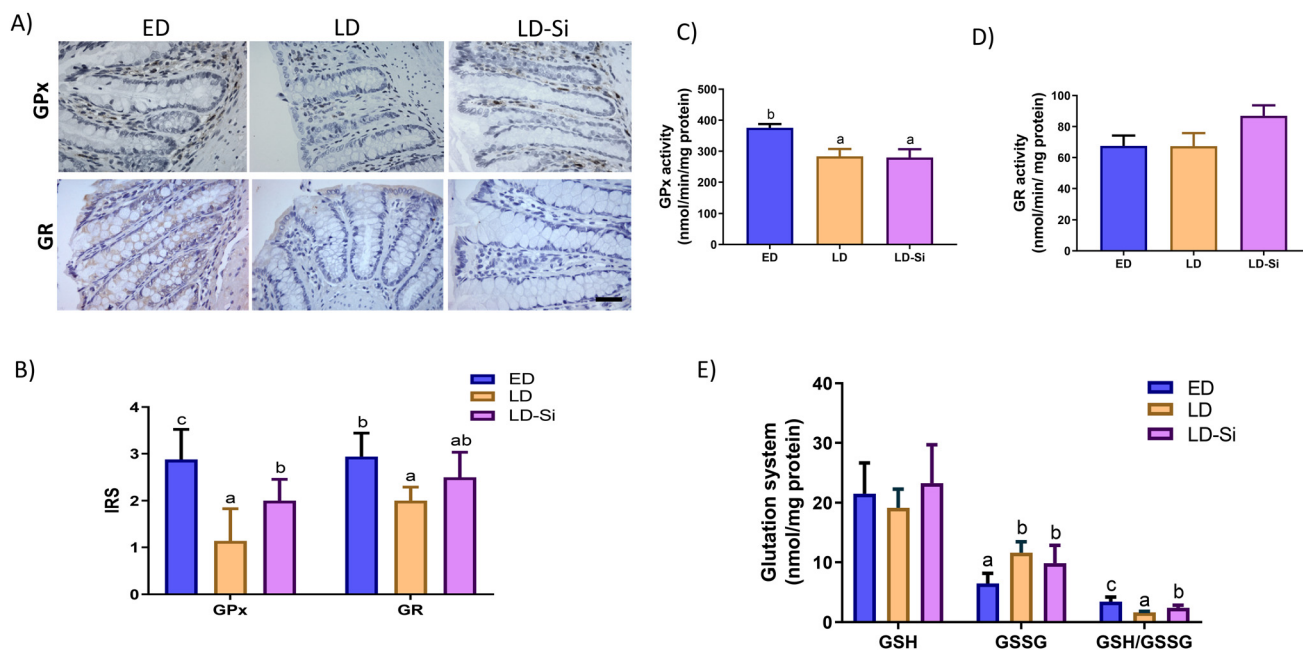 A)
ED
LD
LD-Si
GPx
GR
C)
GPx activity
(nmol/min/mg protein)
500
400
300
200
100
0
b
a
a
ED
LD
LD-Si
D)
GR activity
(nmol/min/ mg protein)
100
80
60
40
20
0
ED
LD
LD-Si
B)
ED
LD
LD-Si
IRS
4
3
2
1
0
c
a
b
b
a
ab
GPx
GR
E)
ED
LD
LD-Si
Glutation system
(nmol/mg protein)
40
30
20
10
0
a
b
b
c
a
b
GSH
GSSG
GSH/GSSG